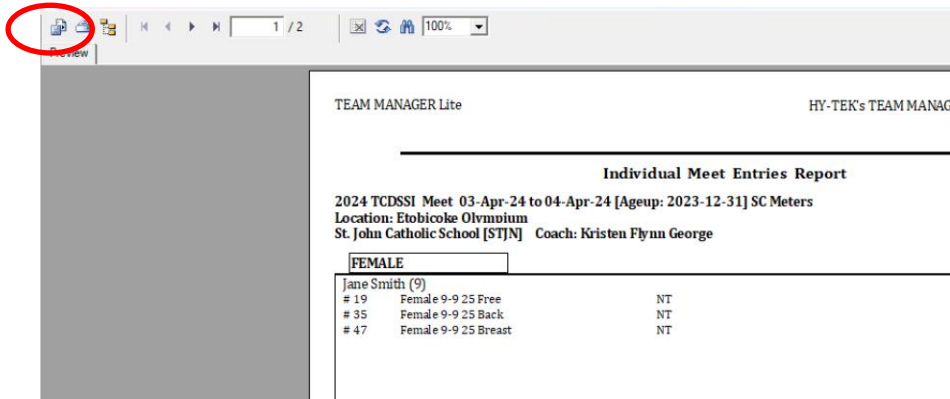 1 / 2
100%
Preview
TEAM MANAGER Lite
HY-TEK's TEAM MANAG
Individual Meet Entries Report
2024 TCDSSI Meet 03-Apr-24 to 04-Apr-24 [Ageup: 2023-12-31] SC Meters
Location: Etobicoke Olympium
St. John Catholic School [STJN] Coach: Kristen Flynn George
FEMALE
Jane Smith (9)
# 19 Female 9-9 25 Free NT
# 35 Female 9-9 25 Back NT
# 47 Female 9-9 25 Breast NT